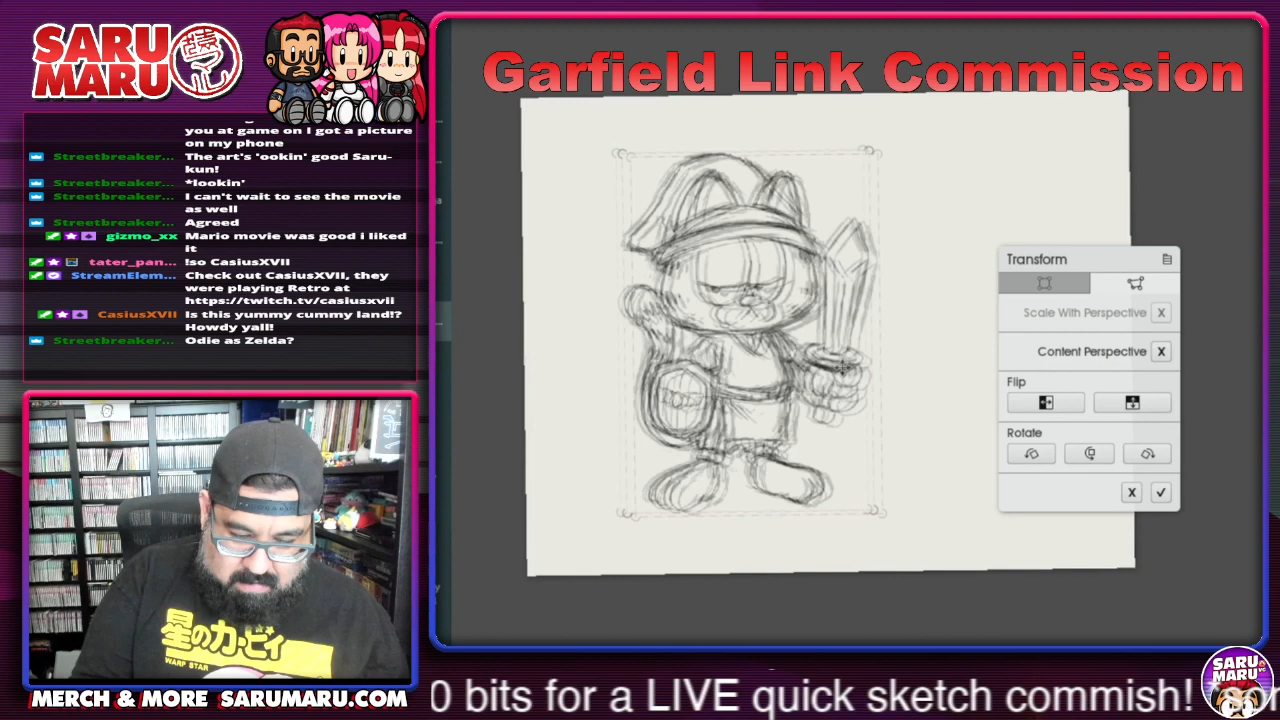 SARU
MARU
Garfield Link Commission
you at game on I got a picture
on my phone
Streetbreaker... The art's 'ookin' good Saru-
kun!
Streetbreaker... *lookin'
Streetbreaker... I can't wait to see the movie
as well
Streetbreaker... Agreed
gizmo_xx Mario movie was good i liked
it
tater_pan... !so CasiusXVII
StreamElem... Check out CasiusXVII, they
were playing Retro at
https://twitch.tv/casiusxvii
CasiusXVII Is this yummy cummy land!?
Howdy yall!
Streetbreaker... Odie as Zelda?
Transform
Scale With Perspective X
Content Perspective X
Flip
Rotate
星のカービィ
WARP STAR
MERCH & MORE SARUMARU.COM
0 bits for a LIVE quick sketch commish!
SARU
MARU